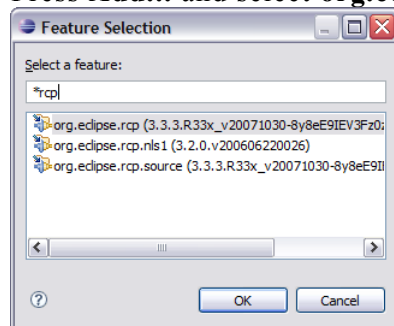 Feature Selection
Select a feature:
*rcp
org.eclipse.rcp (3.3.3.R33x_v20071030-8y8eE9IEV3Fz0
org.eclipse.rcp.nls1 (3.2.0.v200606220026)
org.eclipse.rcp.source (3.3.3.R33x_v20071030-8y8eE9I
OK Cancel